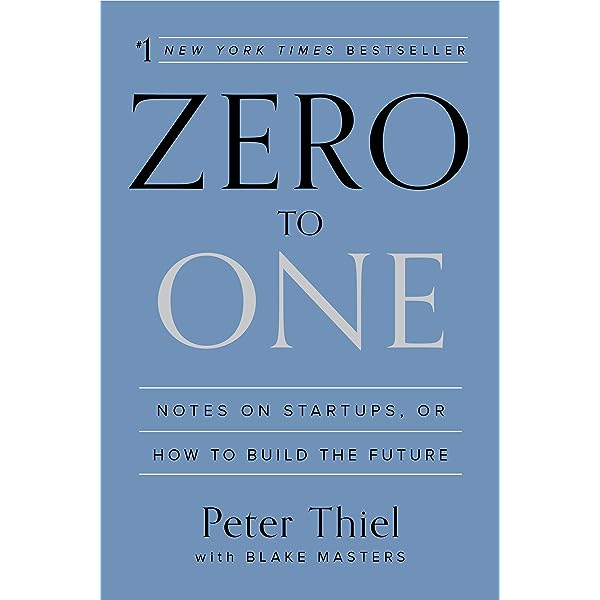 #1 NEW YORK TIMES BESTSELLER
ZERO
TO
ONE
NOTES ON STARTUPS, OR
HOW TO BUILD THE FUTURE
Peter Thiel
with BLAKE MASTERS